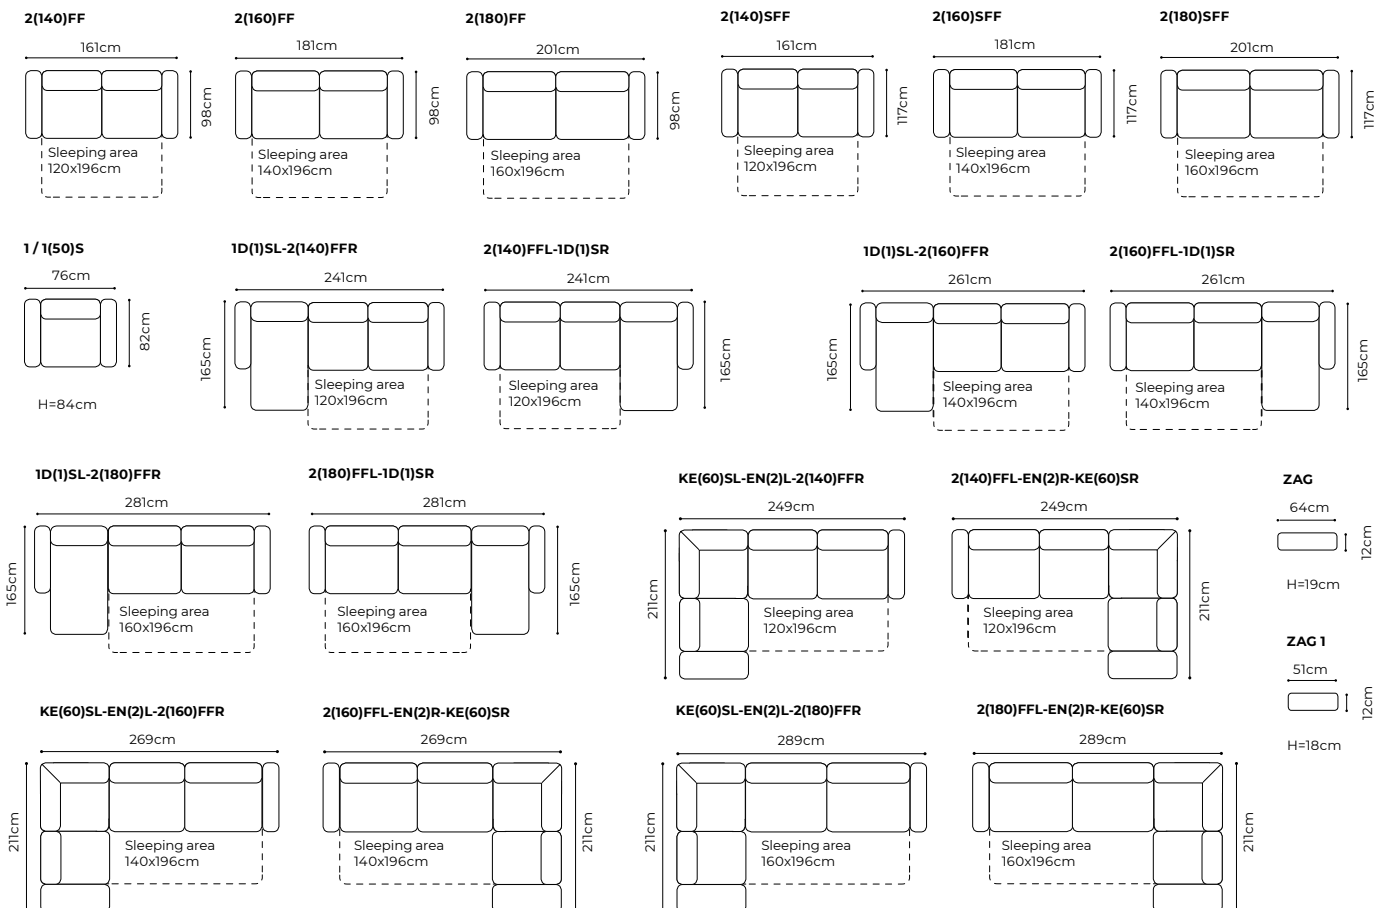 2(140)FF
161cm
98cm
Sleeping area
120x196cm
2(160)FF
181cm
98cm
Sleeping area
140x196cm
2(180)FF
201cm
98cm
Sleeping area
160x196cm
2(140)SFF
161cm
117cm
Sleeping area
120x196cm
2(160)SFF
181cm
117cm
Sleeping area
140x196cm
2(180)SFF
201cm
117cm
Sleeping area
160x196cm
1 / 1(50)S
76cm
82cm
H=84cm
1D(1)SL-2(140)FFR
241cm
165cm
Sleeping area
120x196cm
2(140)FFL-1D(1)SR
241cm
165cm
Sleeping area
120x196cm
1D(1)SL-2(160)FFR
261cm
165cm
Sleeping area
140x196cm
2(160)FFL-1D(1)SR
261cm
165cm
Sleeping area
140x196cm
1D(1)SL-2(180)FFR
281cm
165cm
Sleeping area
160x196cm
2(180)FFL-1D(1)SR
281cm
165cm
Sleeping area
160x196cm
KE(60)SL-EN(2)L-2(140)FFR
249cm
211cm
Sleeping area
120x196cm
2(140)FFL-EN(2)R-KE(60)SR
249cm
211cm
Sleeping area
120x196cm
ZAG
64cm
12cm
H=19cm
ZAG 1
51cm
12cm
H=18cm
KE(60)SL-EN(2)L-2(160)FFR
269cm
211cm
Sleeping area
140x196cm
2(160)FFL-EN(2)R-KE(60)SR
269cm
211cm
Sleeping area
140x196cm
KE(60)SL-EN(2)L-2(180)FFR
289cm
211cm
Sleeping area
160x196cm
2(180)FFL-EN(2)R-KE(60)SR
289cm
211cm
Sleeping area
160x196cm